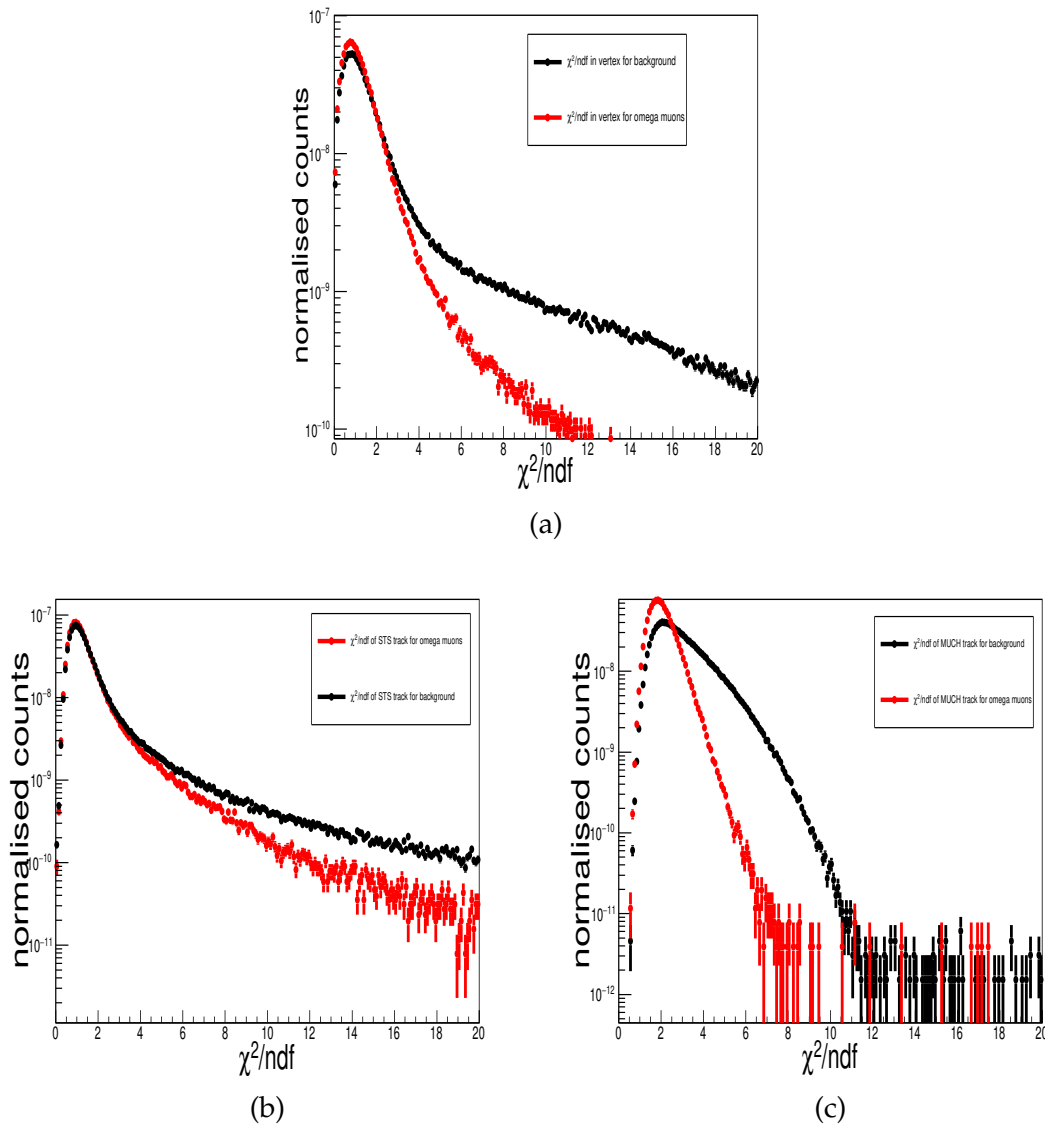 normalised counts
10⁻⁷
10⁻⁸
10⁻⁹
10⁻¹⁰
χ²/ndf in vertex for background
χ²/ndf in vertex for omega muons
0 2 4 6 8 10 12 14 16 18 20
χ²/ndf
(a)
normalised counts
10⁻⁷
10⁻⁸
10⁻⁹
10⁻¹⁰
10⁻¹¹
χ²/ndf of STS track for omega muons
χ²/ndf of STS track for background
0 2 4 6 8 10 12 14 16 18 20
χ²/ndf
(b)
normalised counts
10⁻⁸
10⁻⁹
10⁻¹⁰
10⁻¹¹
10⁻¹²
χ²/ndf of MUCH track for background
χ²/ndf of MUCH track for omega muons
0 2 4 6 8 10 12 14 16 18 20
χ²/ndf
(c)